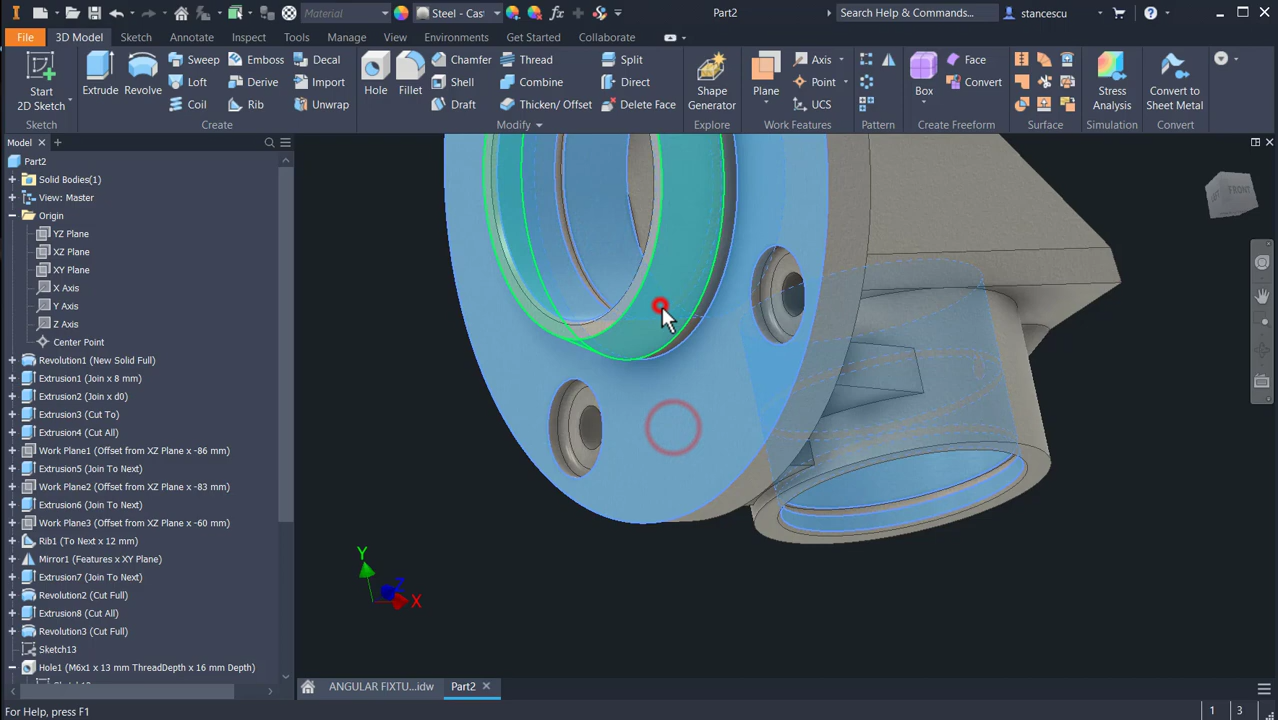 Material
Steel - Cas
Part2
Search Help & Commands...
stancescu
File
3D Model
Sketch
Annotate
Inspect
Tools
Manage
View
Environments
Get Started
Collaborate
Start
2D Sketch
Extrude
Revolve
Sweep
Loft
Coil
Emboss
Derive
Rib
Decal
Import
Unwrap
Hole
Fillet
Chamfer
Shell
Draft
Thread
Combine
Thicken/ Offset
Split
Direct
Delete Face
Shape
Generator
Plane
Axis
Point
UCS
Box
Face
Convert
Stress
Analysis
Convert to
Sheet Metal
Sketch
Create
Modify
Explore
Work Features
Pattern
Create Freeform
Surface
Simulation
Convert
Model
Part2
Solid Bodies(1)
View: Master
Origin
YZ Plane
XZ Plane
XY Plane
X Axis
Y Axis
Z Axis
Center Point
Revolution1 (New Solid Full)
Extrusion1 (Join x 8 mm)
Extrusion2 (Join x d0)
Extrusion3 (Cut To)
Extrusion4 (Cut All)
Work Plane1 (Offset from XZ Plane x -86 mm)
Extrusion5 (Join To Next)
Work Plane2 (Offset from XZ Plane x -83 mm)
Extrusion6 (Join To Next)
Work Plane3 (Offset from XZ Plane x -60 mm)
Rib1 (To Next x 12 mm)
Mirror1 (Features x XY Plane)
Extrusion7 (Join To Next)
Revolution2 (Cut Full)
Extrusion8 (Cut All)
Revolution3 (Cut Full)
Sketch13
Hole1 (M6x1 x 13 mm ThreadDepth x 16 mm Depth)
FRONT
Y
Z
X
ANGULAR FIXTU...idw
Part2
For Help, press F1
1
3